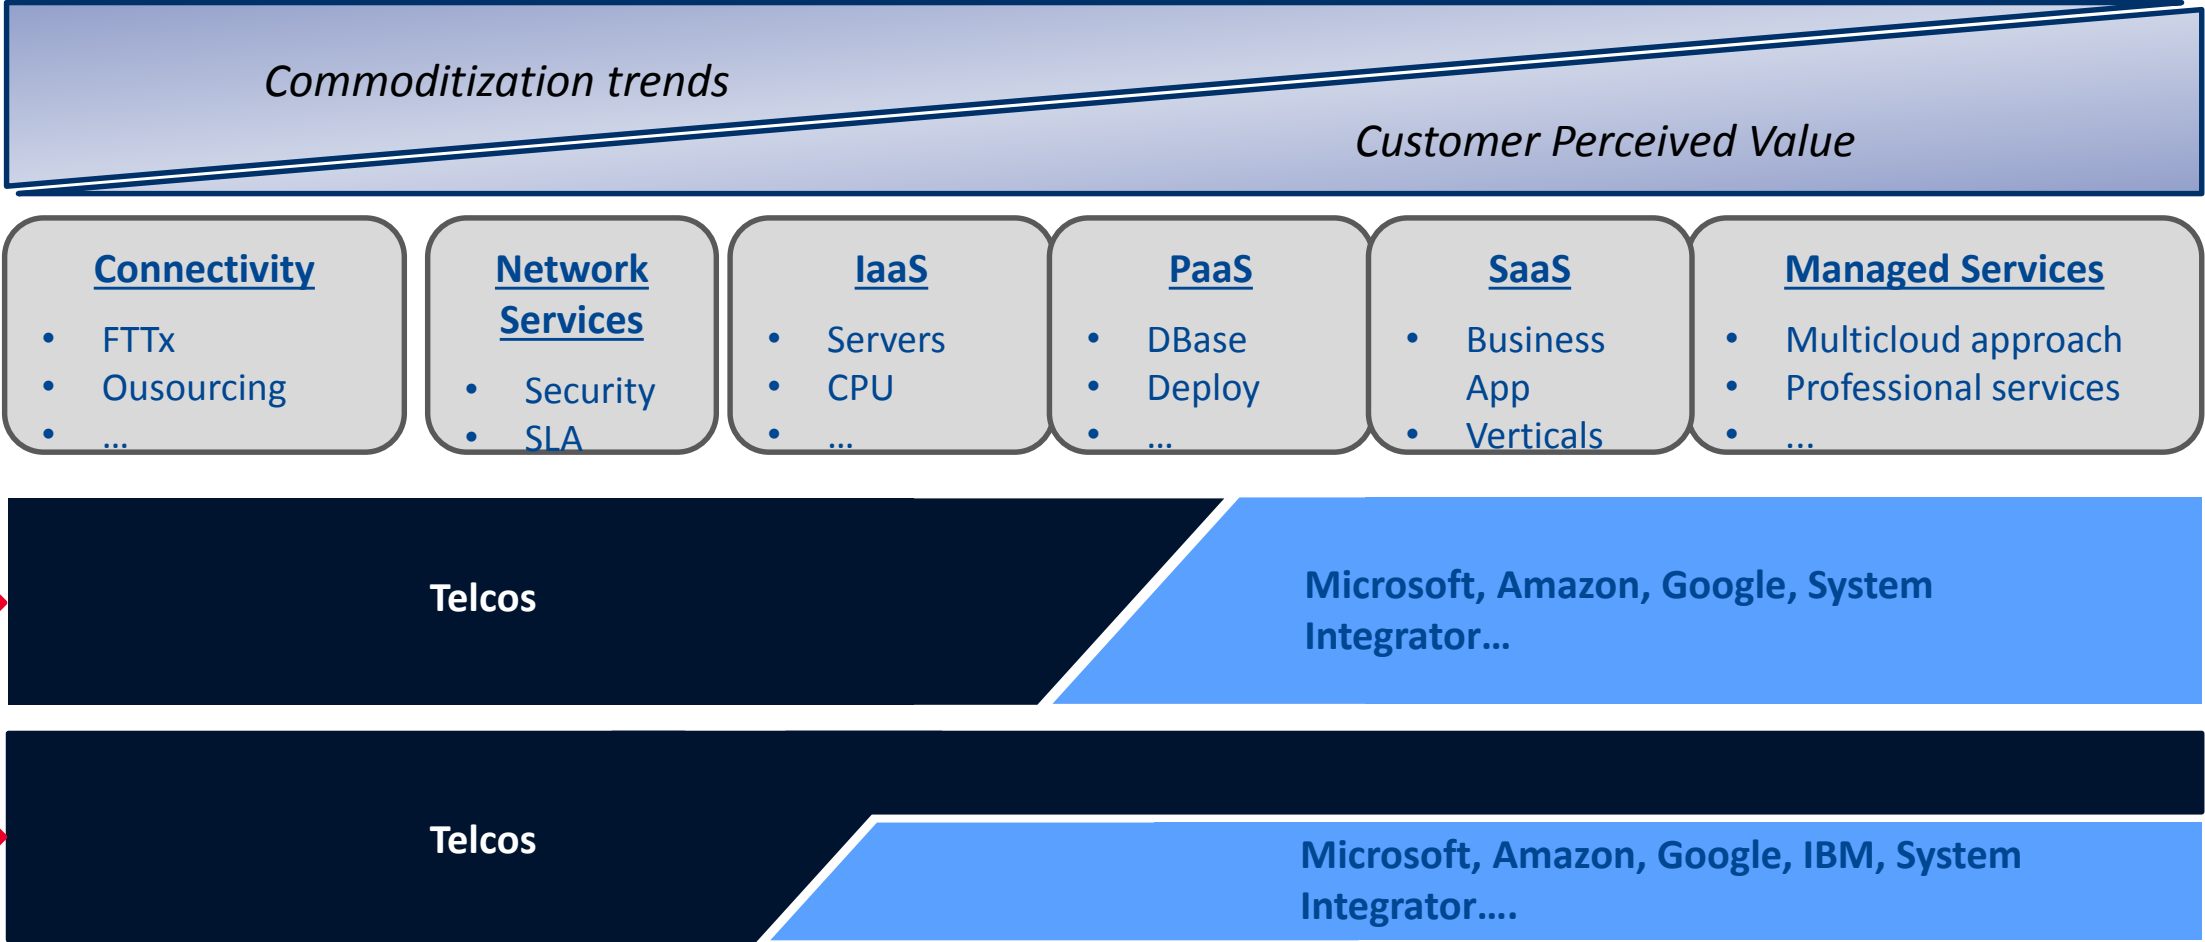 Commoditization trends
Customer Perceived Value
Connectivity
• FTTx
• Ousourcing
• ...
Network
Services
• Security
• SLA
IaaS
• Servers
• CPU
• ...
PaaS
• DBase
• Deploy
• ...
SaaS
• Business
App
• Verticals
Managed Services
• Multicloud approach
• Professional services
• ...
Telcos
Microsoft, Amazon, Google, System
Integrator...
Telcos
Microsoft, Amazon, Google, IBM, System
Integrator....